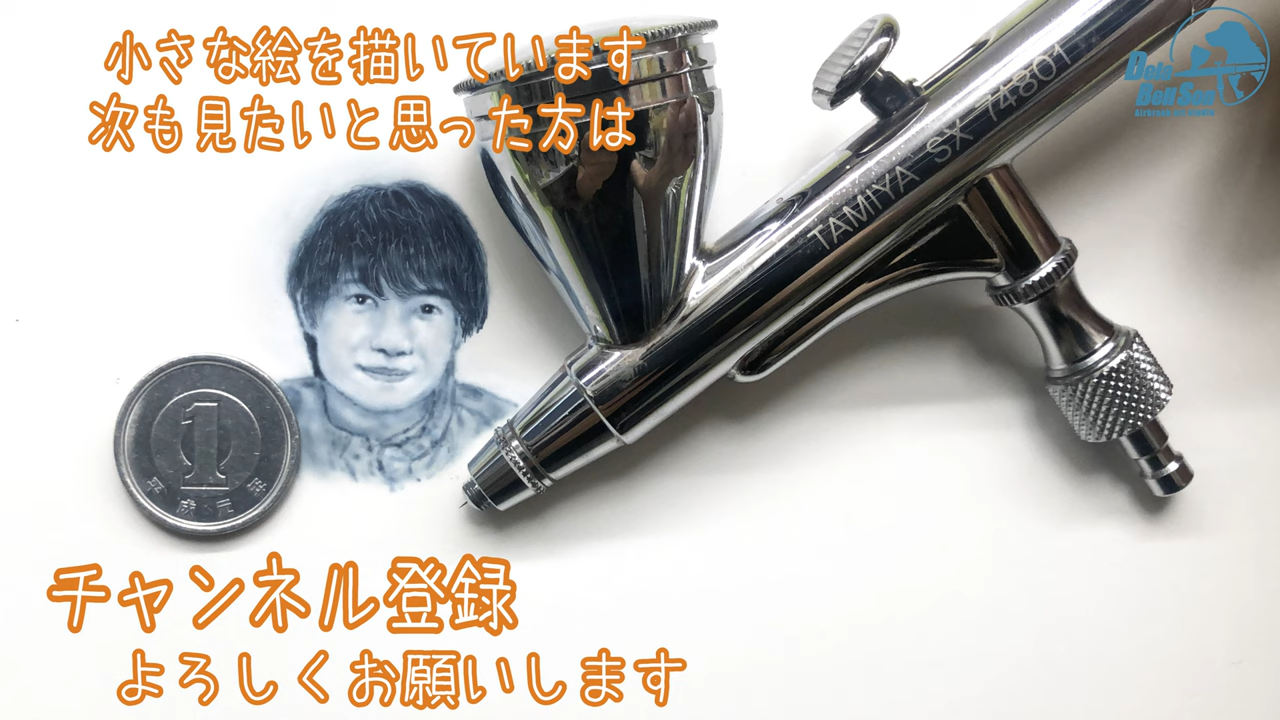 小さな絵を描いています
次も見たいと思った方は
TAMIYA SX 74801
Bell Son
1
平成元年
チャンネル登録
よろしくお願いします